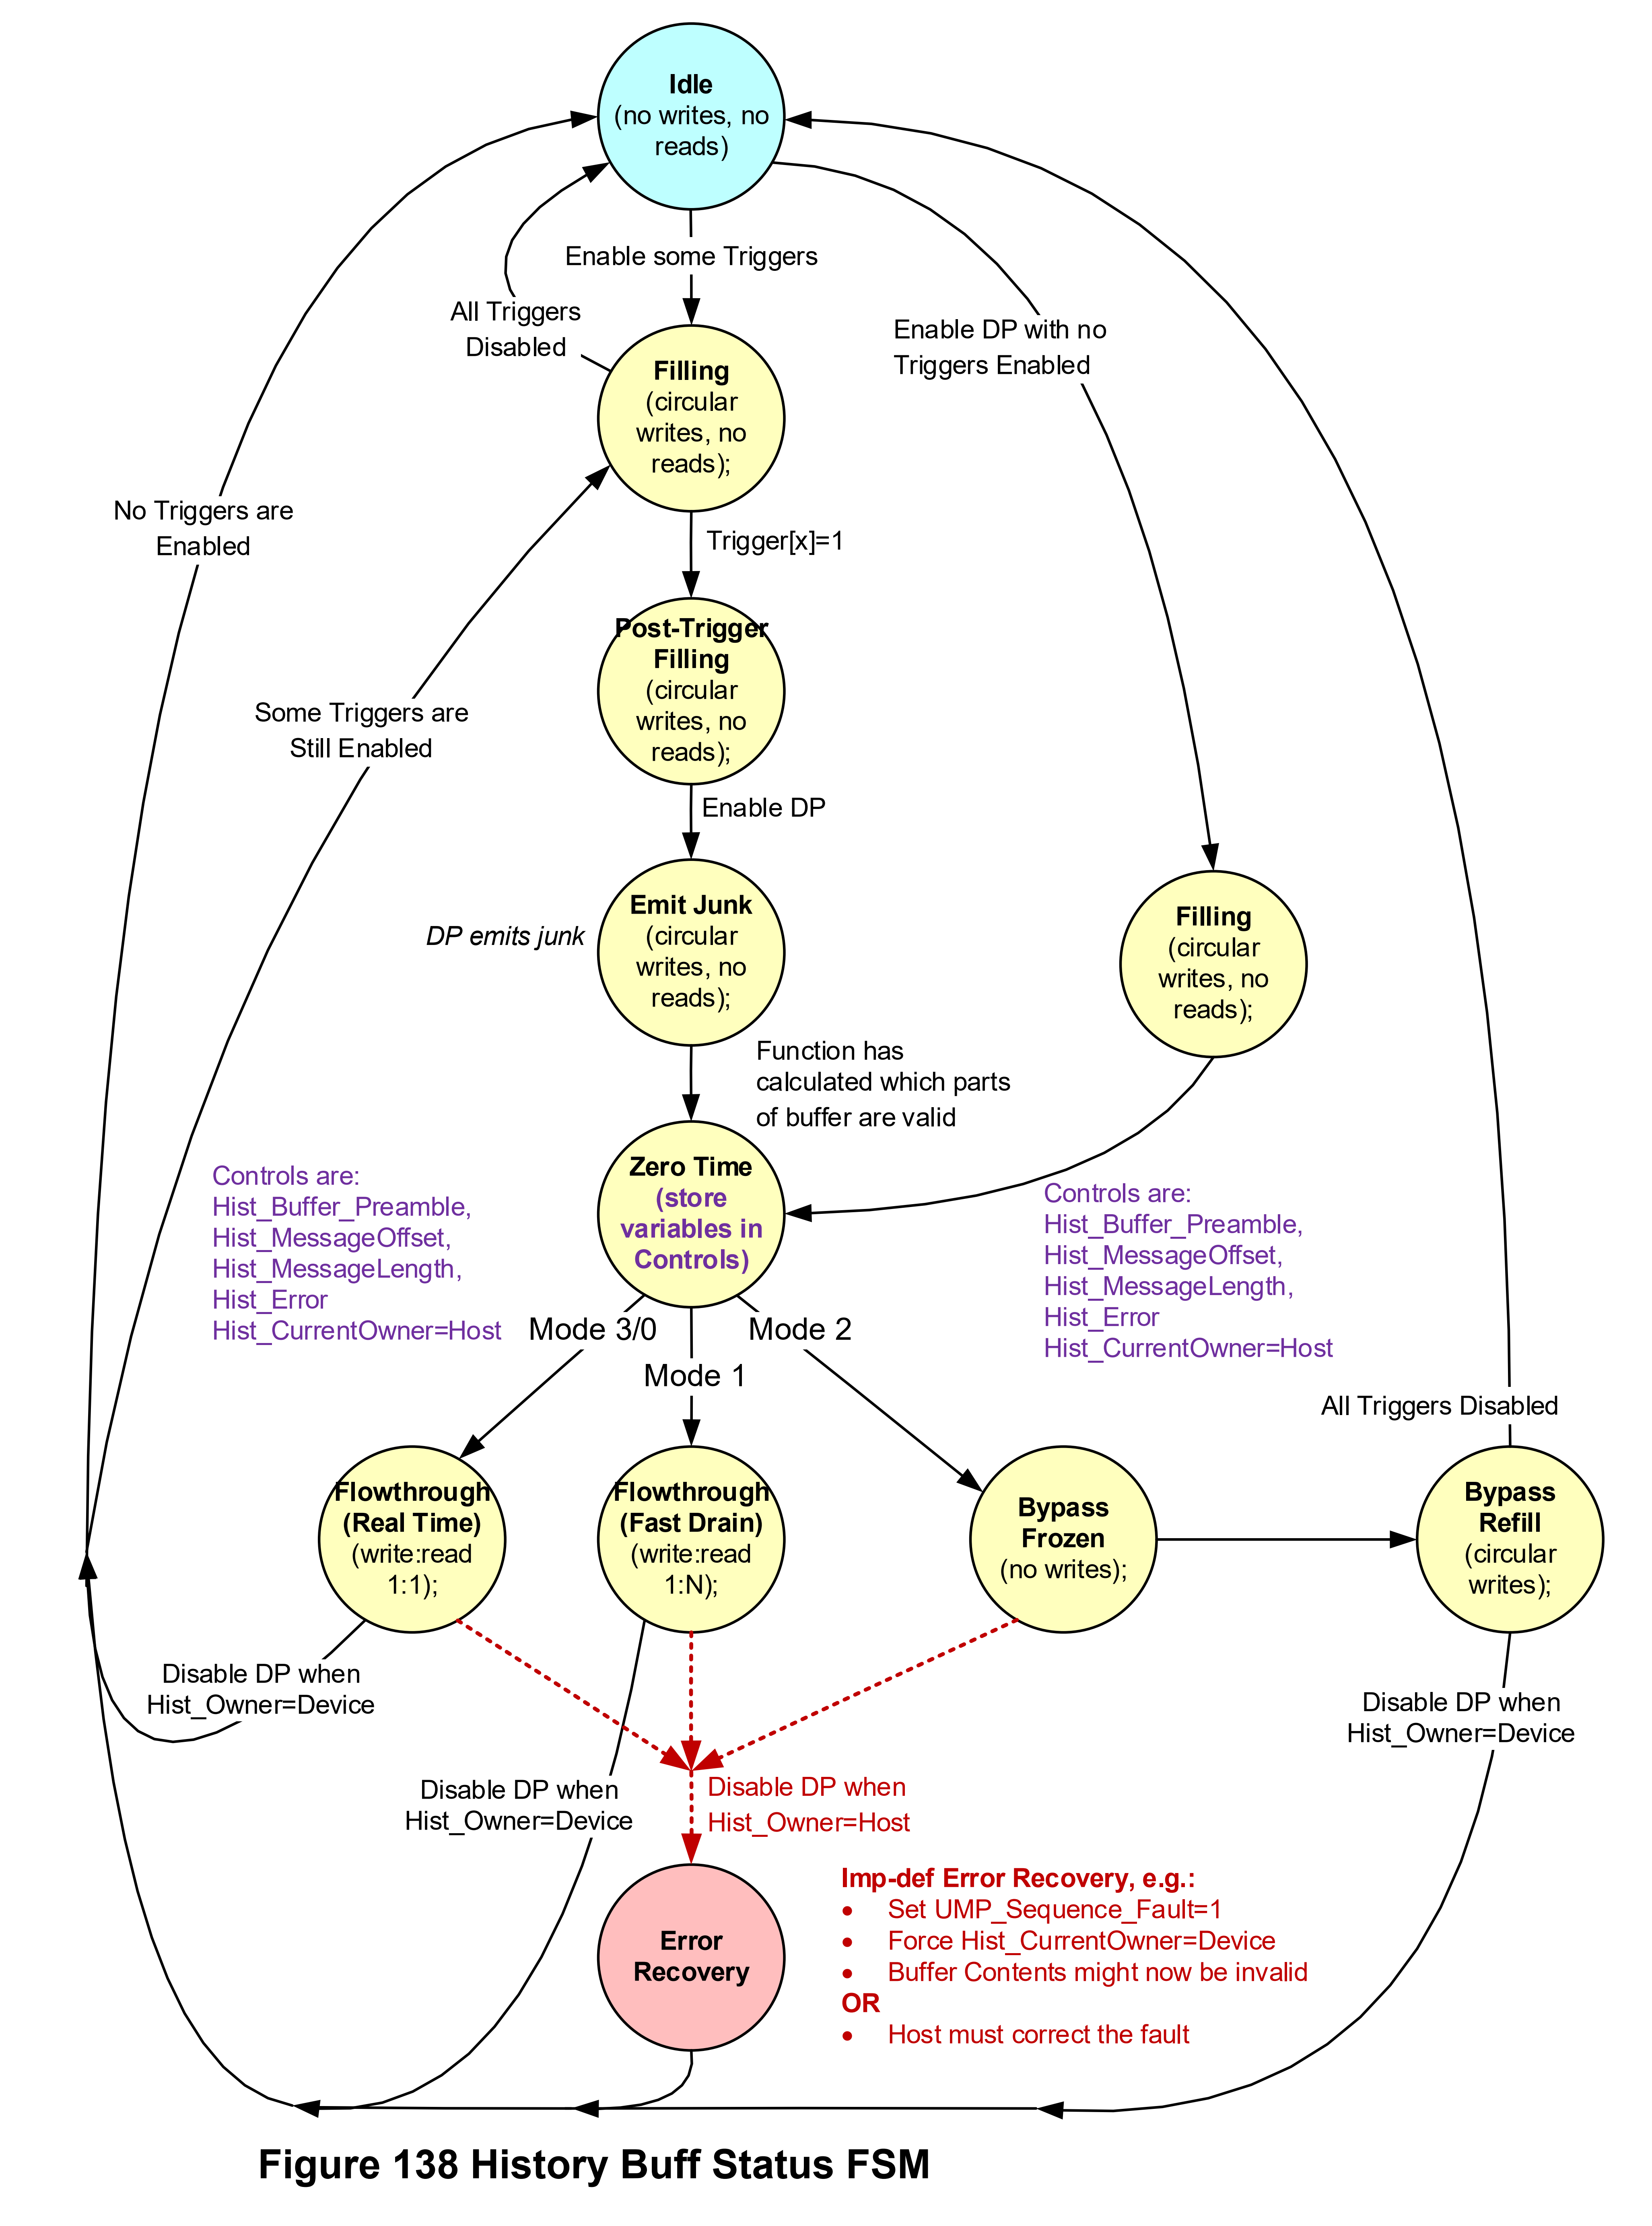 Idle
(no writes, no
reads)
Enable some Triggers
All Triggers
Disabled
Enable DP with no
Triggers Enabled
Filling
(circular
writes, no
reads);
No Triggers are
Enabled
Trigger[x]=1
Post-Trigger
Filling
(circular
writes, no
reads);
Some Triggers are
Still Enabled
Enable DP
Emit Junk
(circular
writes, no
reads);
DP emits junk
Filling
(circular
writes, no
reads);
Function has
calculated which parts
of buffer are valid
Zero Time
(store
variables in
Controls)
Controls are:
Hist_Buffer_Preamble,
Hist_MessageOffset,
Hist_MessageLength,
Hist_Error
Hist_CurrentOwner=Host
Controls are:
Hist_Buffer_Preamble,
Hist_MessageOffset,
Hist_MessageLength,
Hist_Error
Hist_CurrentOwner=Host
Mode 3/0
Mode 1
Mode 2
All Triggers Disabled
Flowthrough
(Real Time)
(write:read
1:1);
Flowthrough
(Fast Drain)
(write:read
1:N);
Bypass
Frozen
(no writes);
Bypass
Refill
(circular
writes);
Disable DP when
Hist_Owner=Device
Disable DP when
Hist_Owner=Device
Disable DP when
Hist_Owner=Host
Disable DP when
Hist_Owner=Device
Error
Recovery
Imp-def Error Recovery, e.g.:
• Set UMP_Sequence_Fault=1
• Force Hist_CurrentOwner=Device
• Buffer Contents might now be invalid
OR
• Host must correct the fault
Figure 138 History Buff Status FSM